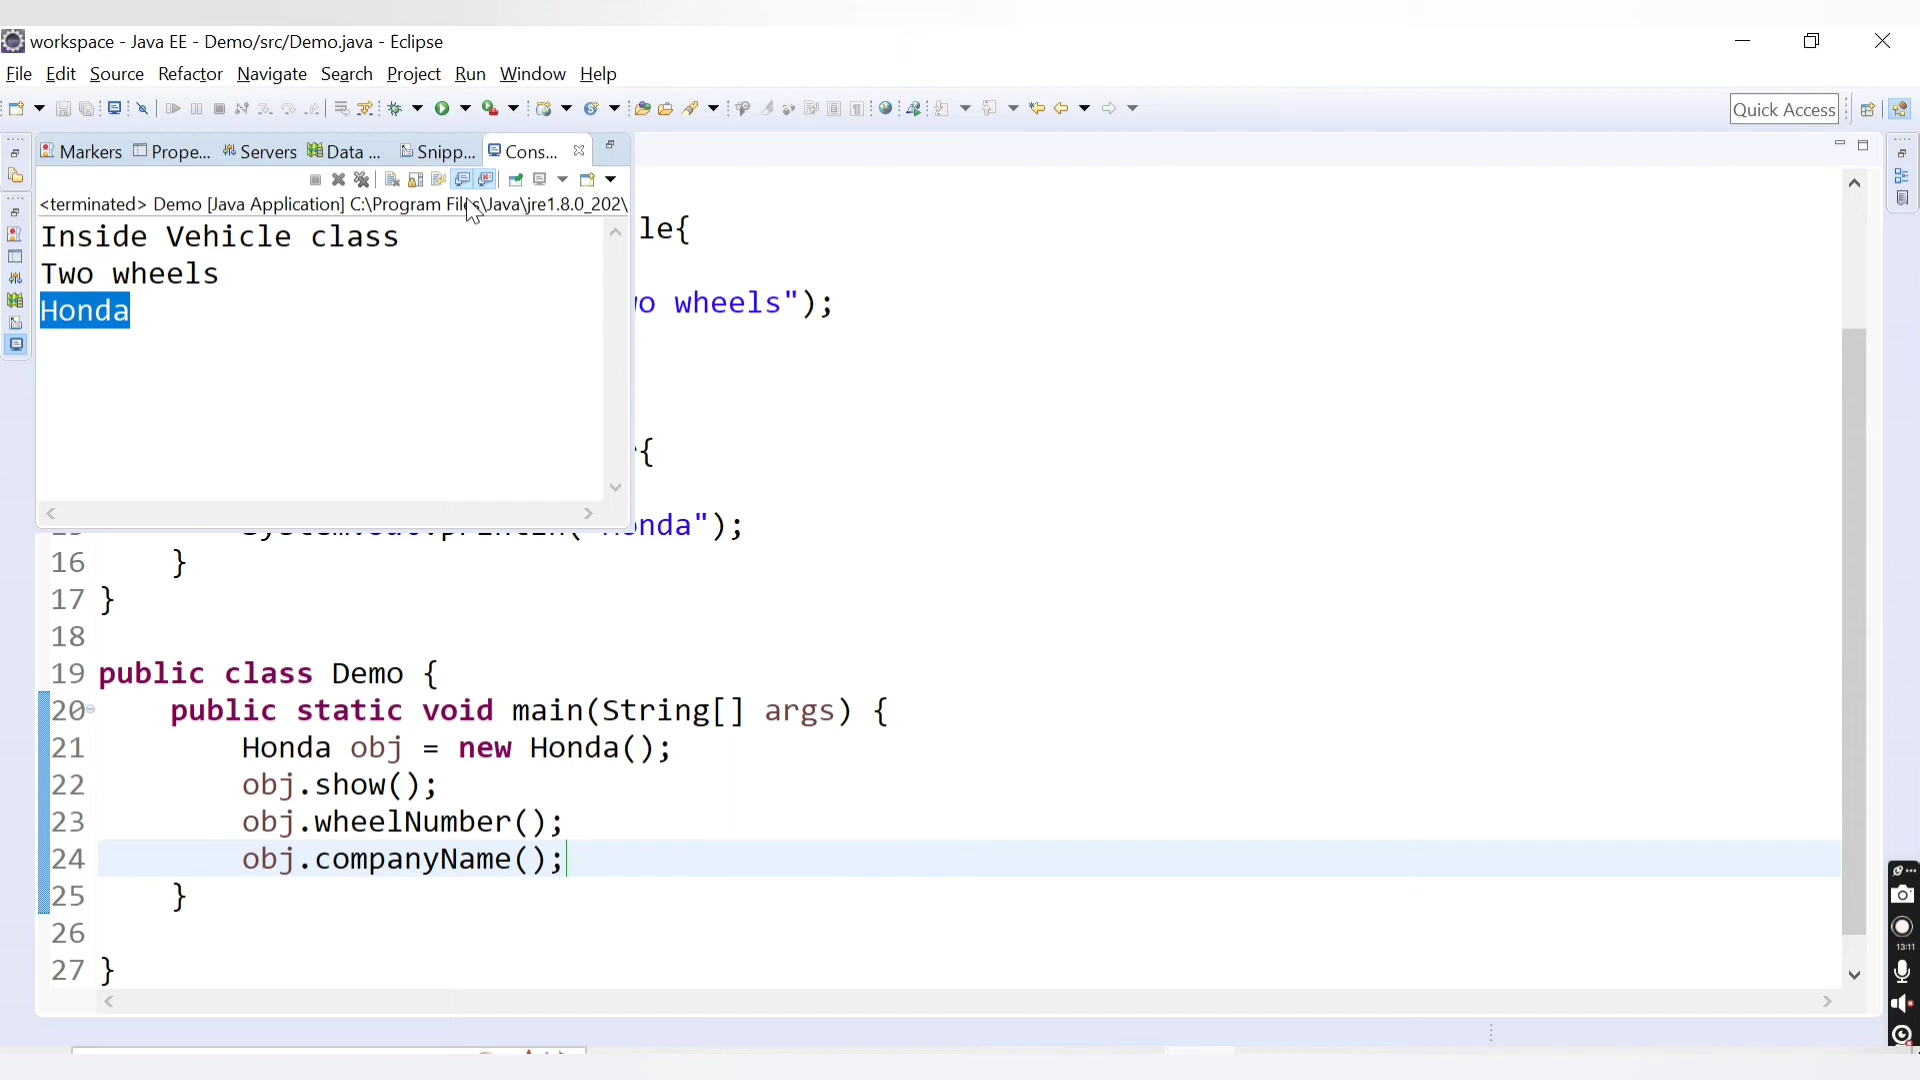 workspace - Java EE - Demo/src/Demo.java - Eclipse
File Edit Source Refactor Navigate Search Project Run Window Help
Quick Access
Markers Prope... Servers Data ... Snipp... Cons...
<terminated> Demo [Java Application] C:\Program Files\Java\jre1.8.0_202\
Inside Vehicle class
Two wheels
Honda
le{
o wheels");
{
nda");
16 }
17 }
18
19 public class Demo {
20 public static void main(String[] args) {
21 Honda obj = new Honda();
22 obj.show();
23 obj.wheelNumber();
24 obj.companyName();
25 }
26
27 }
13:11